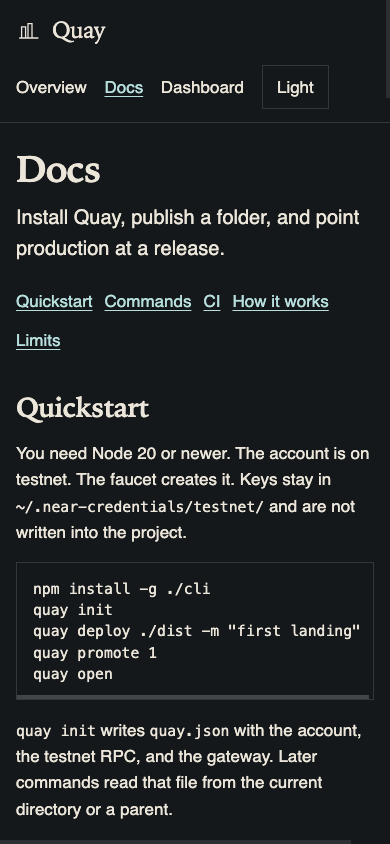 Quay
Overview Docs Dashboard Light
Docs
Install Quay, publish a folder, and point
production at a release.
Quickstart Commands CI How it works
Limits
Quickstart
You need Node 20 or newer. The account is on
testnet. The faucet creates it. Keys stay in
~/.near-credentials/testnet/ and are not
written into the project.
npm install -g ./cli
quay init
quay deploy ./dist -m "first landing"
quay promote 1
quay open
quay init writes quay.json with the account,
the testnet RPC, and the gateway. Later
commands read that file from the current
directory or a parent.